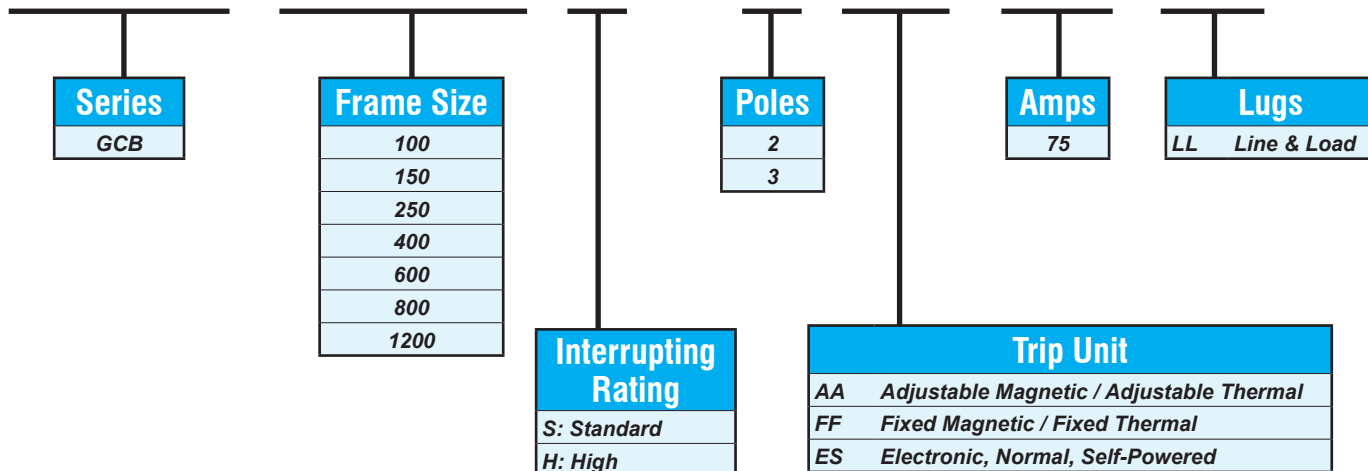 Series
GCB
Frame Size
100
150
250
400
600
800
1200
Interrupting
Rating
S: Standard
H: High
Poles
2
3
Trip Unit
AA Adjustable Magnetic / Adjustable Thermal
FF Fixed Magnetic / Fixed Thermal
ES Electronic, Normal, Self-Powered
Amps
75
Lugs
LL Line & Load